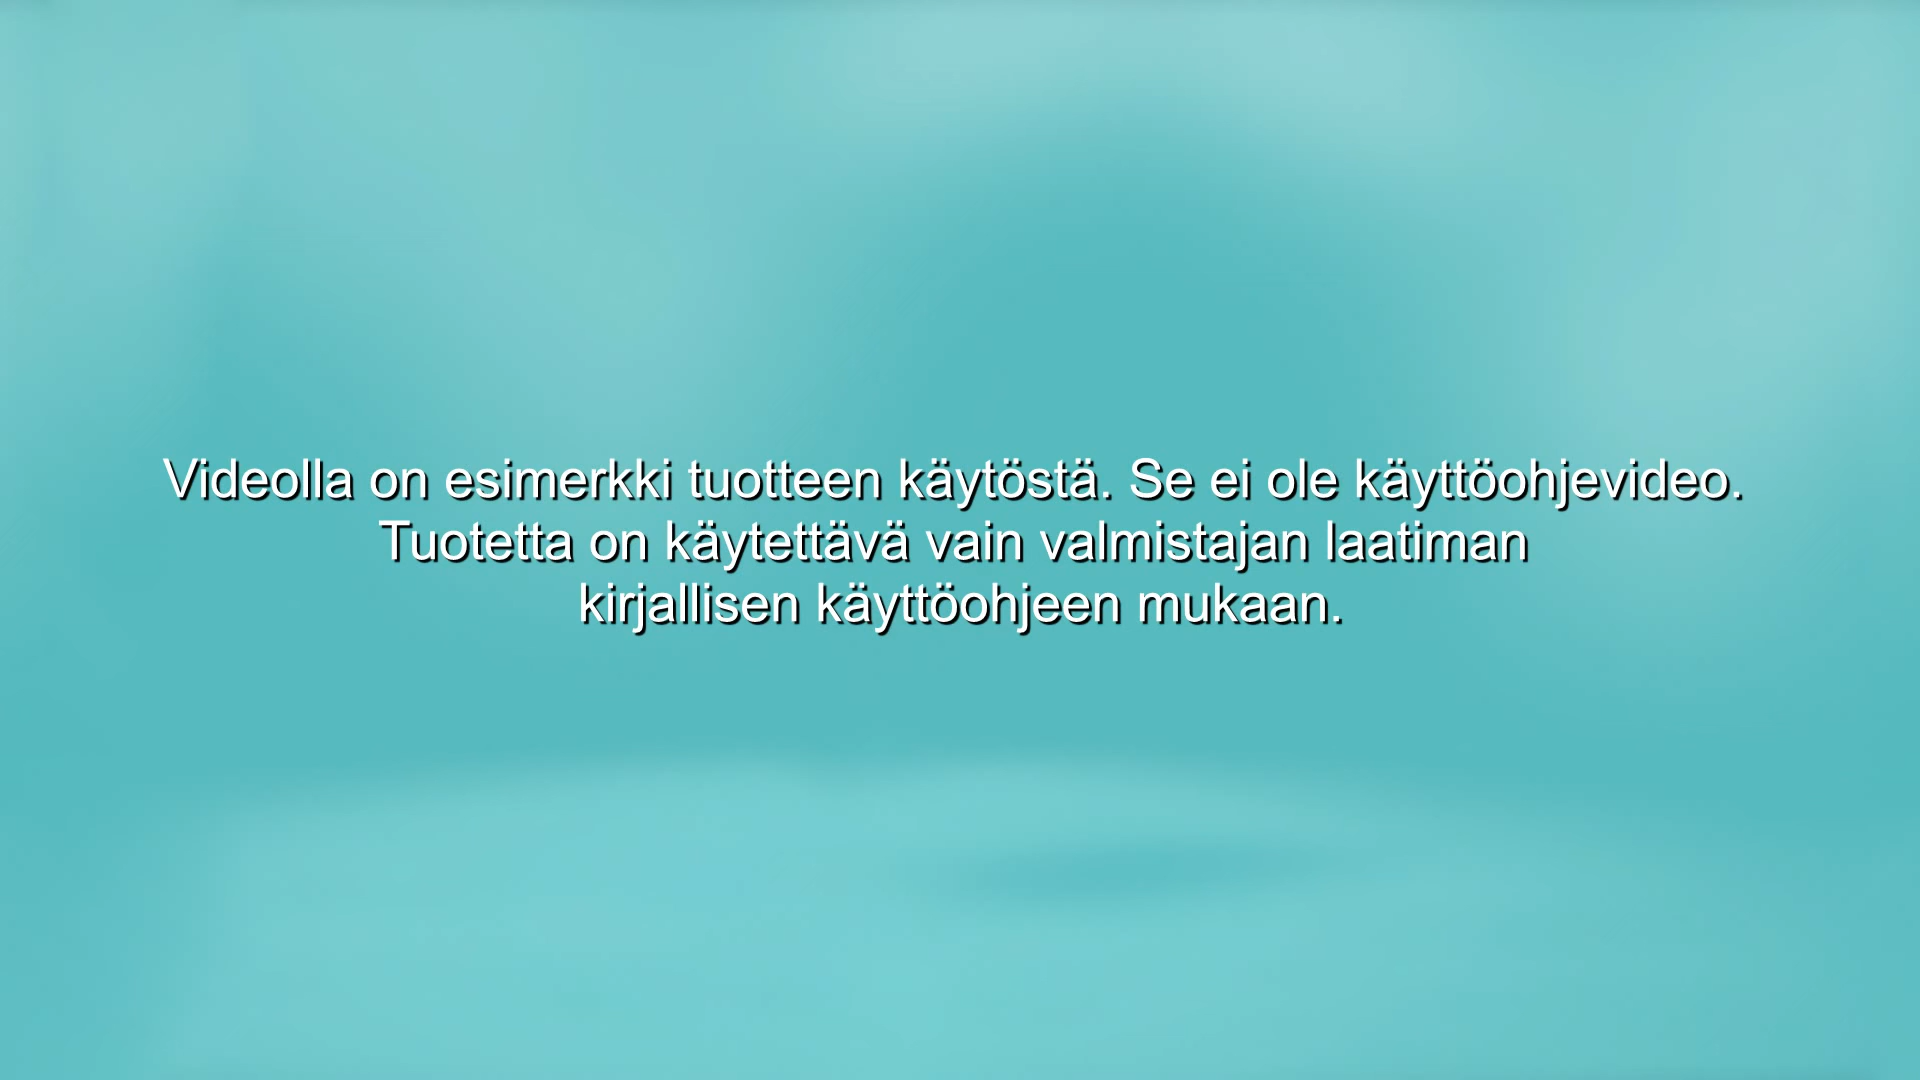 Videolla on esimerkki tuotteen käytöstä. Se ei ole käyttöohjevideo.
Tuotetta on käytettävä vain valmistajan laatiman
kirjallisen käyttöohjeen mukaan.